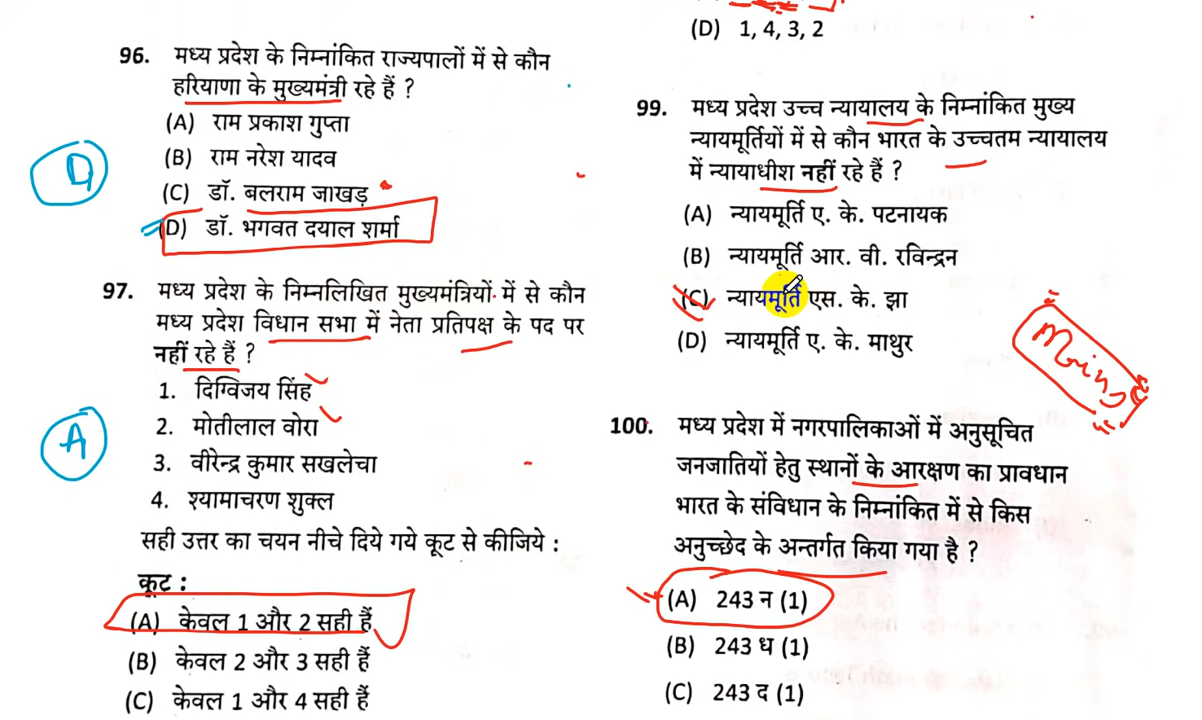 96. मध्य प्रदेश के निम्नांकित राज्यपालों में से कौन
हरियाणा के मुख्यमंत्री रहे हैं ?
(A) राम प्रकाश गुप्ता
(B) राम नरेश यादव
(C) डॉ. बलराम जाखड़
(D) डॉ. भगवत दयाल शर्मा
D
97. मध्य प्रदेश के निम्नलिखित मुख्यमंत्रियों में से कौन
मध्य प्रदेश विधान सभा में नेता प्रतिपक्ष के पद पर
नहीं रहे हैं ?
1. दिग्विजय सिंह
2. मोतीलाल वोरा
3. वीरेन्द्र कुमार सखलेचा
4. श्यामाचरण शुक्ल
A
सही उत्तर का चयन नीचे दिये गये कूट से कीजिये :
कूट :
(A) केवल 1 और 2 सही हैं
(B) केवल 2 और 3 सही हैं
(C) केवल 1 और 4 सही हैं
(D) 1, 4, 3, 2
99. मध्य प्रदेश उच्च न्यायालय के निम्नांकित मुख्य
न्यायमूर्तियों में से कौन भारत के उच्चतम न्यायालय
में न्यायाधीश नहीं रहे हैं ?
(A) न्यायमूर्ति ए. के. पटनायक
(B) न्यायमूर्ति आर. वी. रविन्द्रन
(C) न्यायमूर्ति एस. के. झा
(D) न्यायमूर्ति ए. के. माथुर
100. मध्य प्रदेश में नगरपालिकाओं में अनुसूचित
जनजातियों हेतु स्थानों के आरक्षण का प्रावधान
भारत के संविधान के निम्नांकित में से किस
अनुच्छेद के अन्तर्गत किया गया है ?
(A) 243 न (1)
(B) 243 ध (1)
(C) 243 द (1)